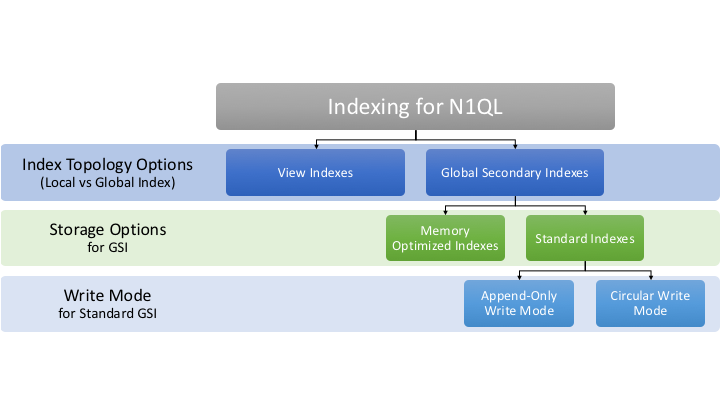 Indexing for N1QL
Index Topology Options
(Local vs Global Index)
View Indexes
Global Secondary Indexes
Storage Options
for GSI
Memory
Optimized Indexes
Standard Indexes
Write Mode
for Standard GSI
Append-Only
Write Mode
Circular Write
Mode